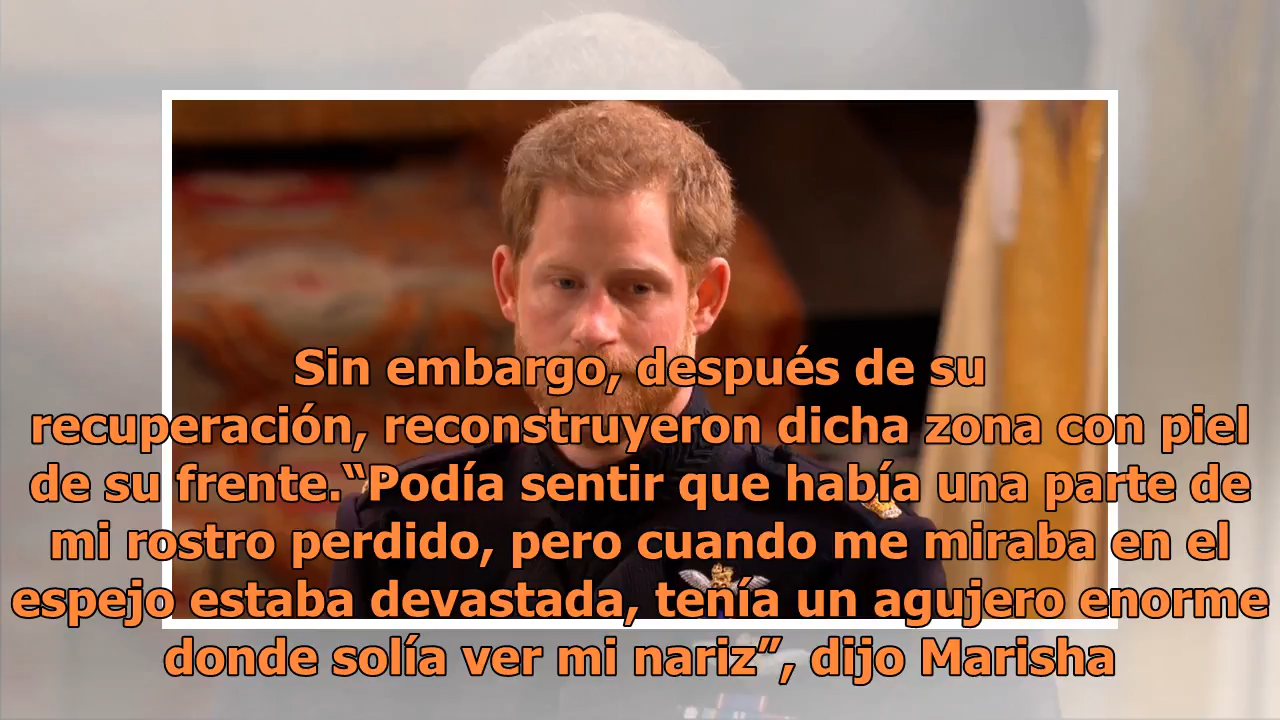 Sin embargo, después de su
recuperación, reconstruyeron dicha zona con piel
de su frente.“Podía sentir que había una parte de
mi rostro perdido, pero cuando me miraba en el
espejo estaba devastada, tenía un agujero enorme
donde solía ver mi nariz”, dijo Marisha